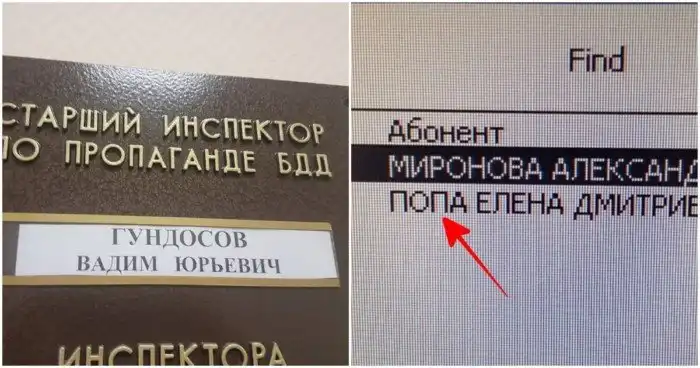 СТАРШИЙ ИНСПЕКТОР
ПО ПРОПАГАНДЕ БДД
ГУНДОСОВ
ВАДИМ ЮРЬЕВИЧ
ИНСПЕКТОРА
Find
Абонент
МИРОНОВА АЛЕКСАНД
ПОПА ЕЛЕНА ДМИТРИЕ